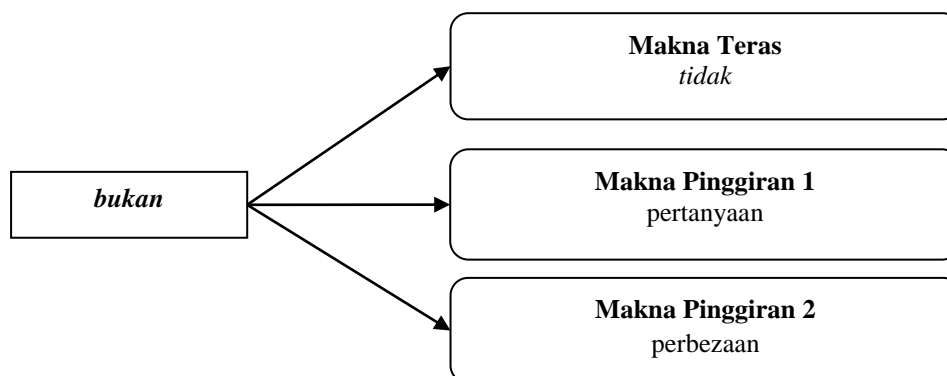 Makna Teras
tidak
bukan
Makna Pinggiran 1
pertanyaan
Makna Pinggiran 2
perbezaan